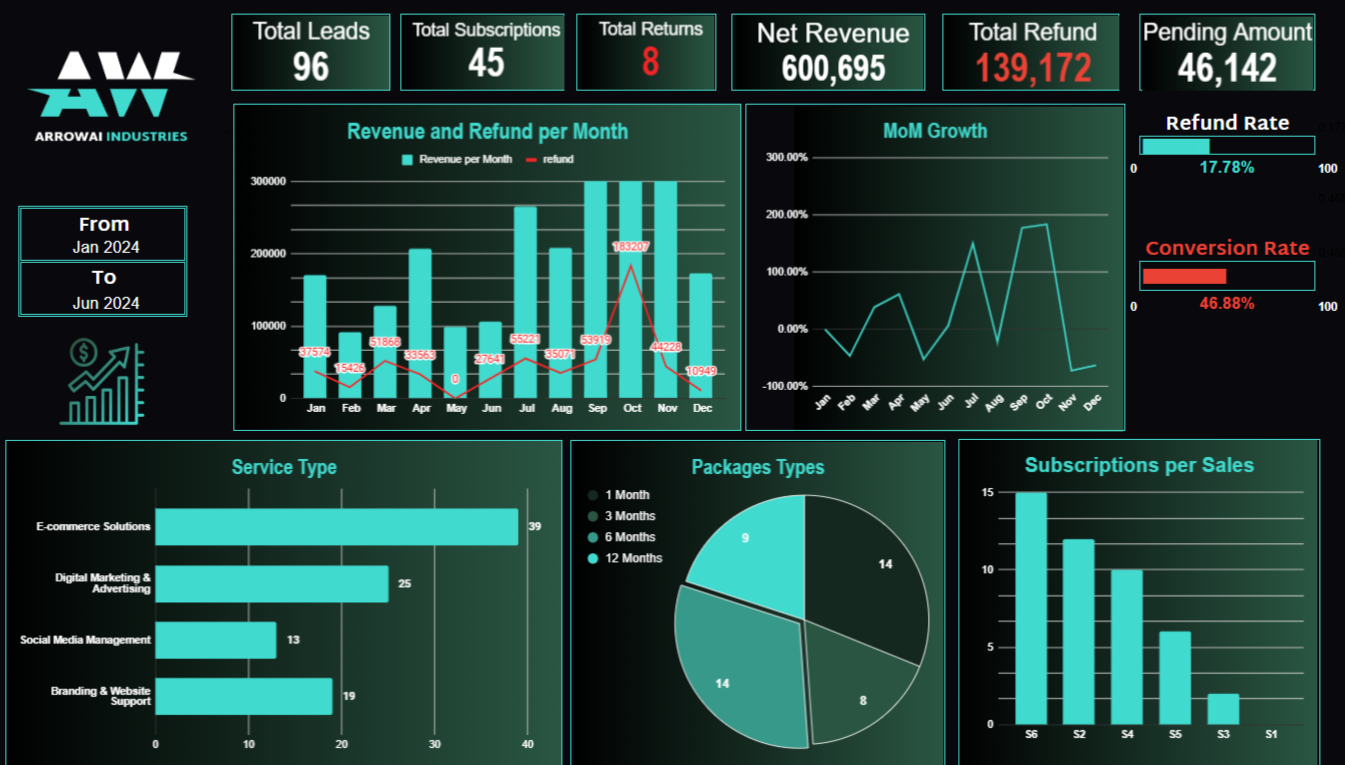 AW
ARROWAI INDUSTRIES
From
Jan 2024
To
Jun 2024
$
Total Leads
96
Total Subscriptions
45
Total Returns
8
Net Revenue
600,695
Total Refund
139,172
Pending Amount
46,142
Revenue and Refund per Month
Revenue per Month
refund
300000
200000
100000
0
37574
15426
51868
33563
0
27641
55221
35071
53919
183207
44228
10949
Jan
Feb
Mar
Apr
May
Jun
Jul
Aug
Sep
Oct
Nov
Dec
MoM Growth
300.00%
200.00%
100.00%
0.00%
-100.00%
Jan
Feb
Mar
Apr
May
Jun
Jul
Aug
Sep
Oct
Nov
Dec
Refund Rate
0
17.78%
100
Conversion Rate
0
46.88%
100
Service Type
E-commerce Solutions
39
Digital Marketing &
Advertising
25
Social Media Management
13
Branding & Website
Support
19
0
10
20
30
40
Packages Types
1 Month
3 Months
6 Months
12 Months
9
14
14
8
Subscriptions per Sales
15
10
5
0
S6
S2
S4
S5
S3
S1